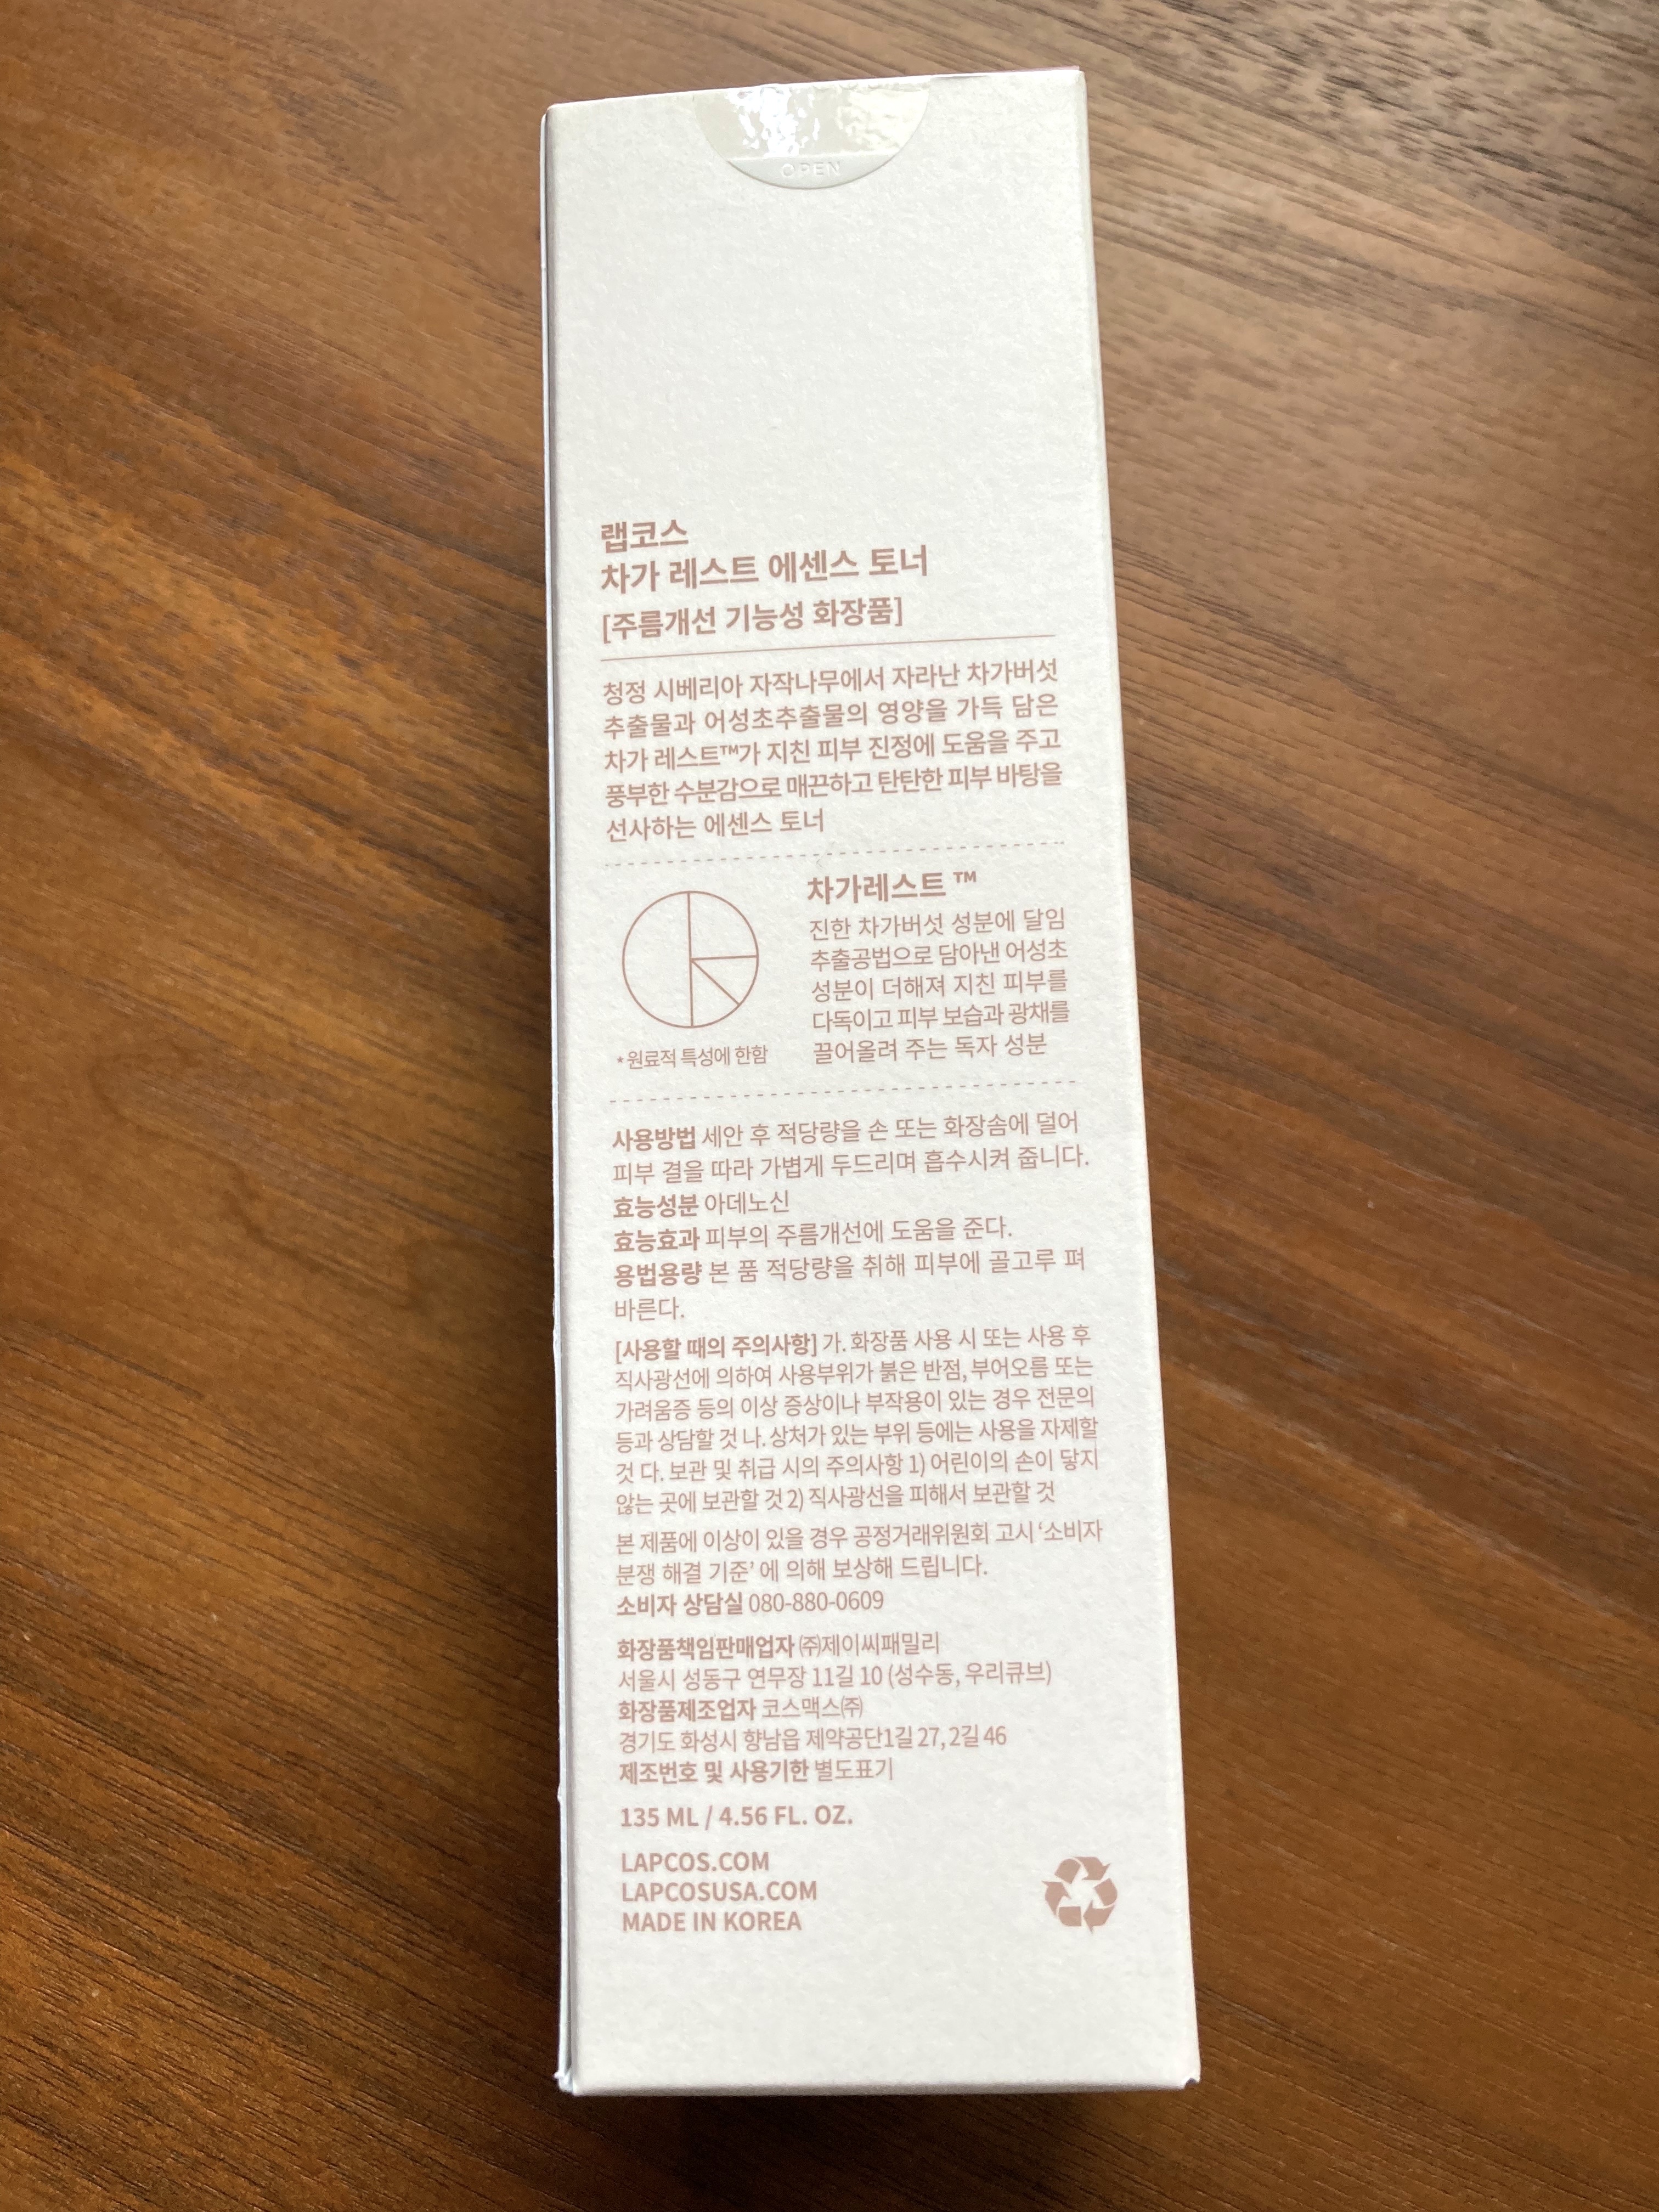 OPEN
랩코스
차가 레스트 에센스 토너
[주름개선 기능성 화장품]
청정 시베리아 자작나무에서 자라난 차가버섯
추출물과 어성초추출물의 영양을 가득 담은
차가 레스트™가 지친 피부 진정에 도움을 주고
풍부한 수분감으로 매끈하고 탄탄한 피부 바탕을
선사하는 에센스 토너
차가레스트 ™
진한 차가버섯 성분에 달임
추출공법으로 담아낸 어성초
성분이 더해져 지친 피부를
다독이고 피부 보습과 광채를
끌어올려 주는 독자 성분
*원료적 특성에 한함
사용방법 세안 후 적당량을 손 또는 화장솜에 덜어
피부 결을 따라 가볍게 두드리며 흡수시켜 줍니다.
효능성분 아데노신
효능효과 피부의 주름개선에 도움을 준다.
용법용량 본 품 적당량을 취해 피부에 골고루 펴
바른다.
[사용할 때의 주의사항] 가. 화장품 사용 시 또는 사용 후
직사광선에 의하여 사용부위가 붉은 반점, 부어오름 또는
가려움증 등의 이상 증상이나 부작용이 있는 경우 전문의
등과 상담할 것 나. 상처가 있는 부위 등에는 사용을 자제할
것 다. 보관 및 취급 시의 주의사항 1) 어린이의 손이 닿지
않는 곳에 보관할 것 2) 직사광선을 피해서 보관할 것
본 제품에 이상이 있을 경우 공정거래위원회 고시 ‘소비자
분쟁 해결 기준’ 에 의해 보상해 드립니다.
소비자 상담실 080-880-0609
화장품책임판매업자 ㈜제이씨패밀리
서울시 성동구 연무장 11길 10 (성수동, 우리큐브)
화장품제조업자 코스맥스㈜
경기도 화성시 향남읍 제약공단1길 27, 2길 46
제조번호 및 사용기한 별도표기
135 ML / 4.56 FL. OZ.
LAPCOS.COM
LAPCOSUSA.COM
MADE IN KOREA